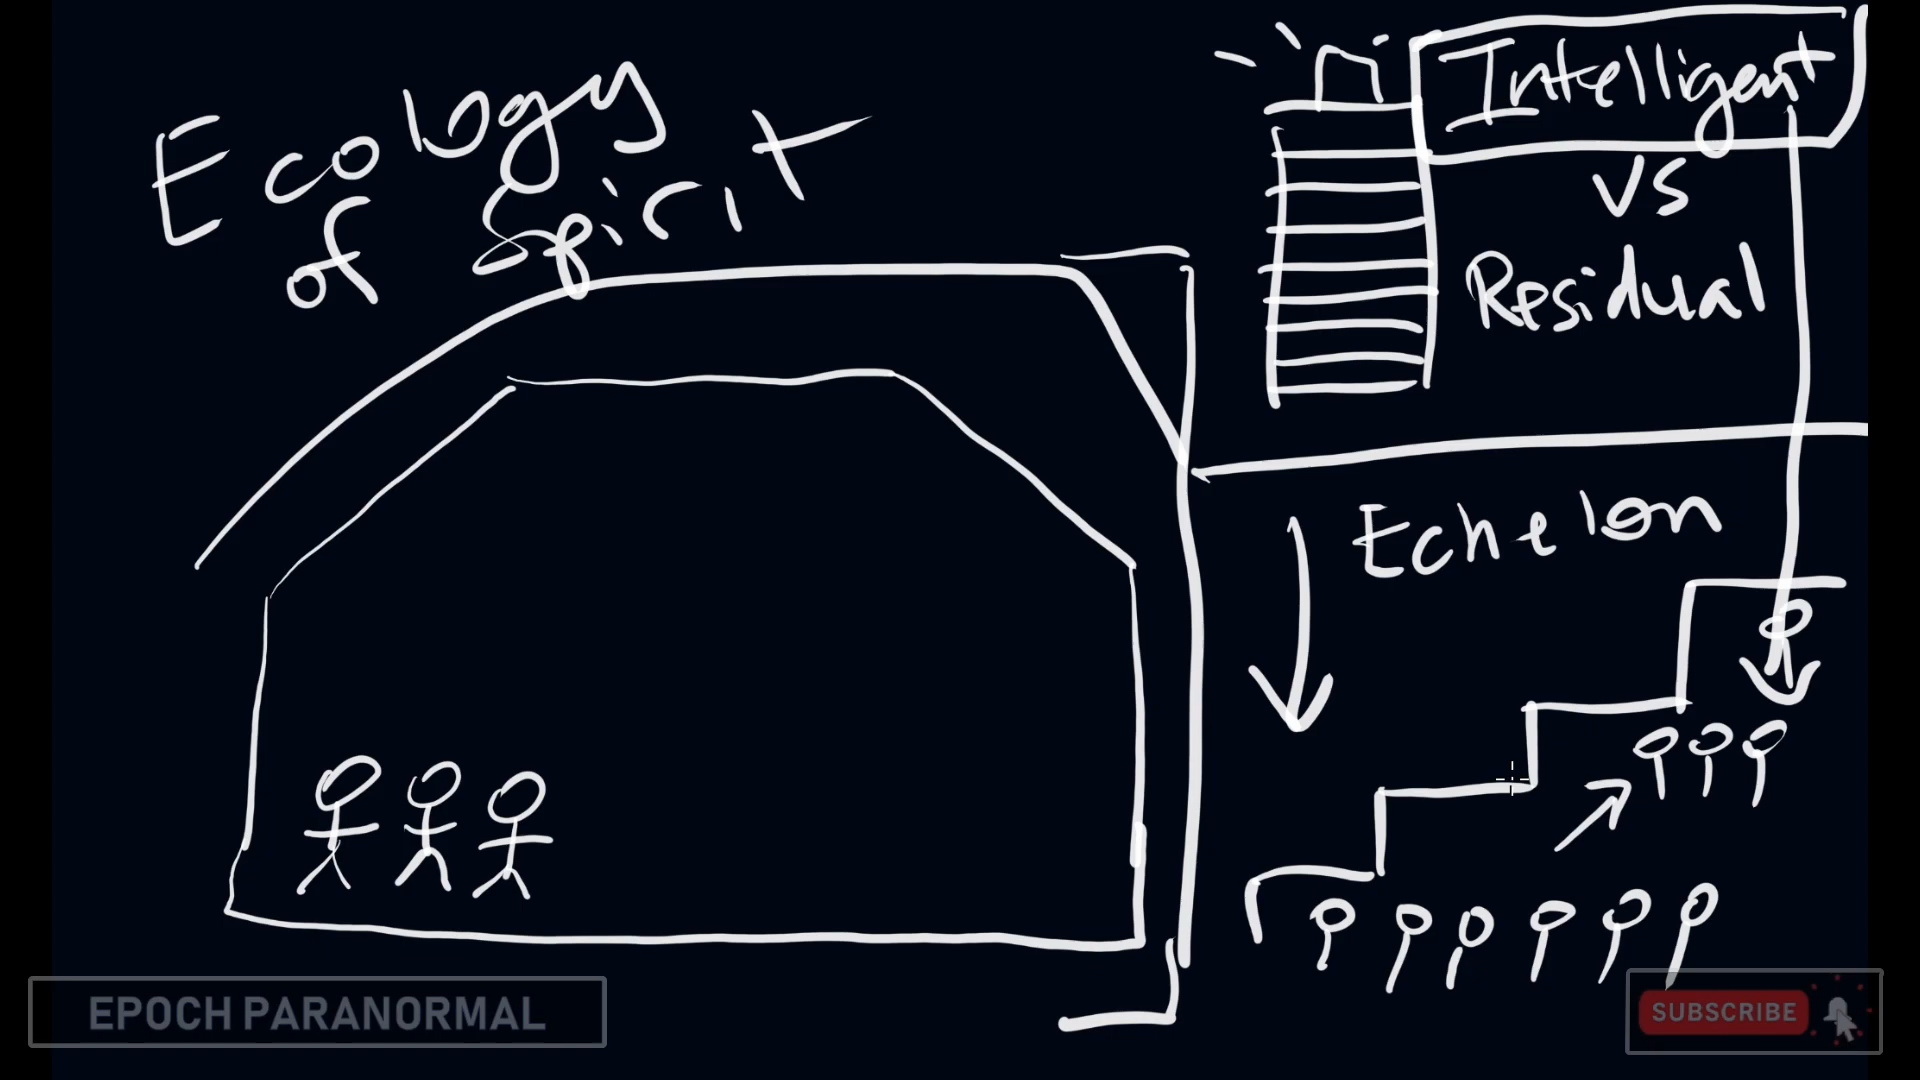 Ecology
of Spirit
Intelligent
vs
Residual
Echelon
EPOCH PARANORMAL
SUBSCRIBE